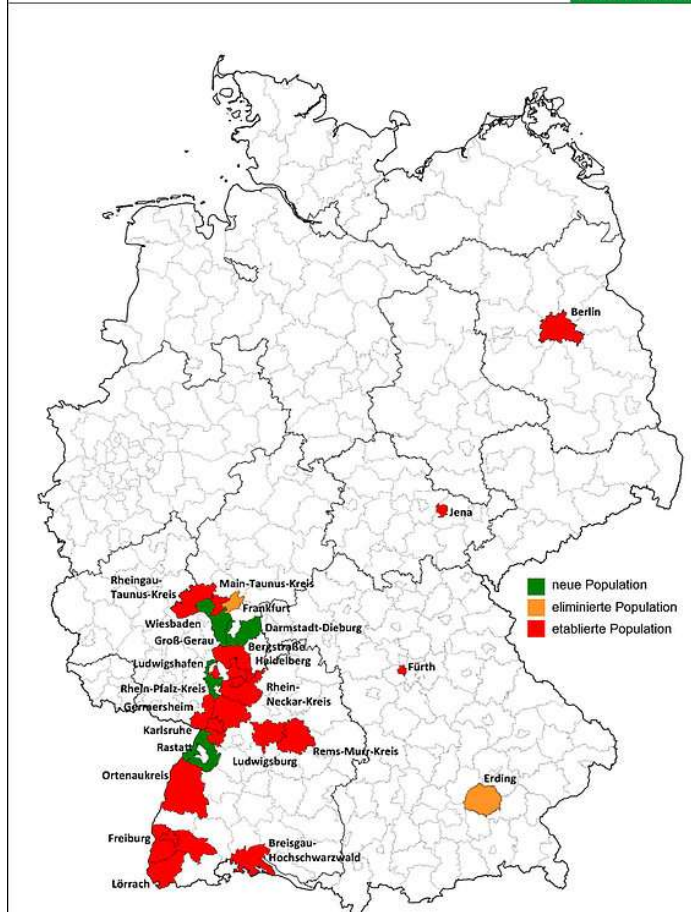 Berlin
Jena
neue Population
eliminierte Population
etablierte Population
Rheingau-
Taunus-Kreis
Main-Taunus-Kreis
Frankfurt
Wiesbaden
Darmstadt-Dieburg
Groß-Gerau
Bergstraße
Ludwigshafen
Heidelberg
Fürth
Rhein-Pfalz-Kreis
Rhein-
Neckar-Kreis
Germersheim
Karlsruhe
Rastatt
Rems-Murr-Kreis
Ludwigsburg
Ortenaukreis
Erding
Freiburg
Breisgau-
Hochschwarzwald
Lörrach